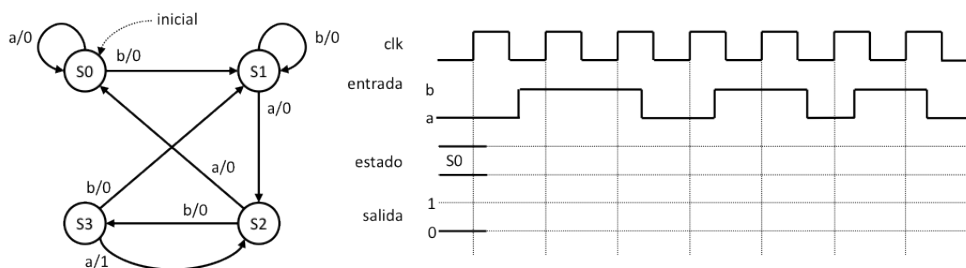 inicial
a/0
b/0
b/0
S0
S1
a/0
a/0
b/0
b/0
S3
S2
a/1
clk
entrada
b
a
estado
S0
salida
1
0